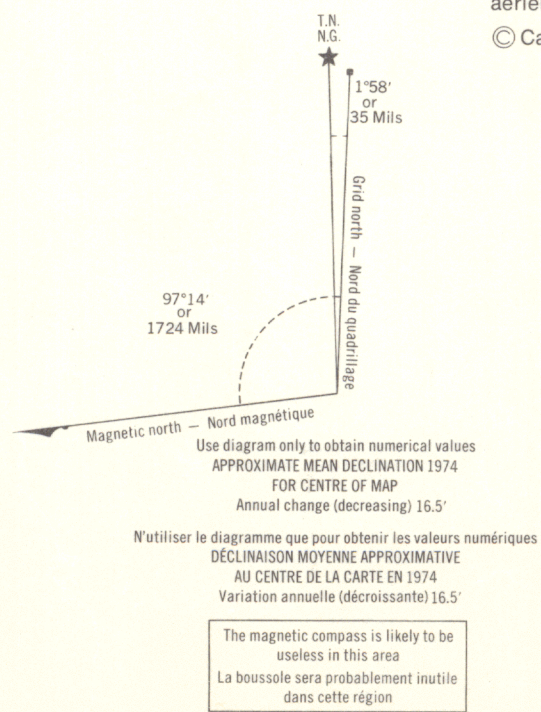 aérie
© Ca
T.N.
N.G.
1°58′
or
35 Mils
Grid north — Nord du quadrillage
97°14′
or
1724 Mils
Magnetic north — Nord magnétique
Use diagram only to obtain numerical values
APPROXIMATE MEAN DECLINATION 1974
FOR CENTRE OF MAP
Annual change (decreasing) 16.5′
N'utiliser le diagramme que pour obtenir les valeurs numériques
DÉCLINAISON MOYENNE APPROXIMATIVE
AU CENTRE DE LA CARTE EN 1974
Variation annuelle (décroissante) 16.5′
The magnetic compass is likely to be
useless in this area
La boussole sera probablement inutile
dans cette région